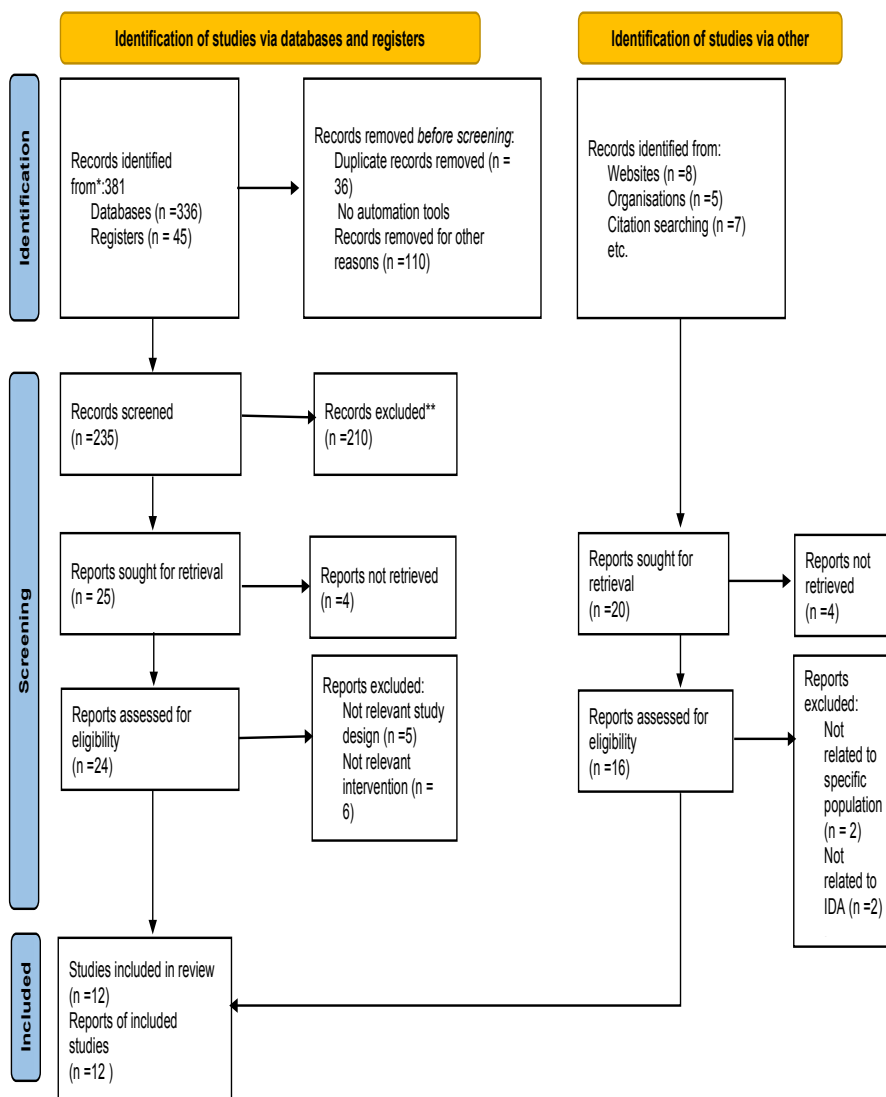 Identification of studies via databases and registers
Identification of studies via other
Identification
Records identified
from*:381
Databases (n =336)
Registers (n = 45)
Records removed before screening:
Duplicate records removed (n =
36)
No automation tools
Records removed for other
reasons (n =110)
Records identified from:
Websites (n =8)
Organisations (n =5)
Citation searching (n =7)
etc.
Screening
Records screened
(n =235)
Records excluded**
(n =210)
Reports sought for retrieval
(n = 25)
Reports not retrieved
(n =4)
Reports sought for
retrieval
(n =20)
Reports not
retrieved
(n =4)
Reports assessed for
eligibility
(n =24)
Reports excluded:
Not relevant study
design (n =5)
Not relevant
intervention (n =
6)
Reports assessed for
eligibility
(n =16)
Reports
excluded:
Not
related to
specific
population
(n = 2)
Not
related to
IDA (n =2)
Included
Studies included in review
(n =12)
Reports of included
studies
(n =12 )